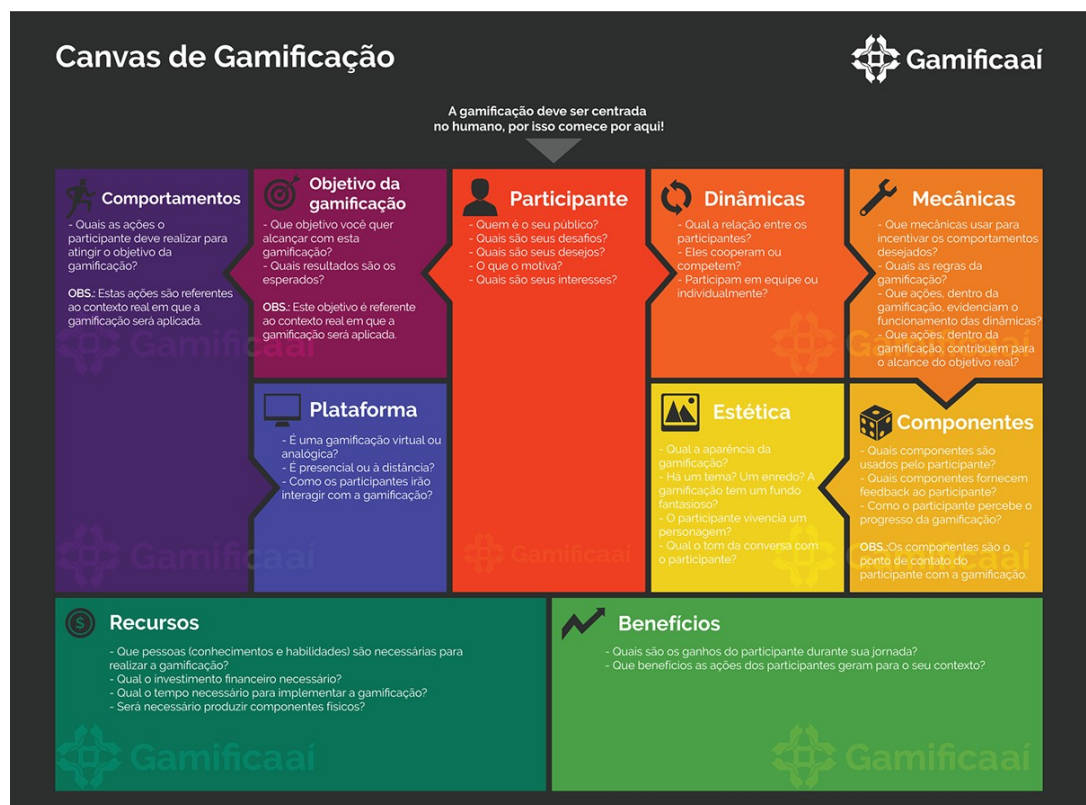 Canvas de Gamificação
Gamificaaí
A gamificação deve ser centrada
no humano, por isso comece por aqui!
Comportamentos
- Quais as ações o
participante deve realizar para
atingir o objetivo da
gamificação?
OBS.: Estas ações são referentes
ao contexto real em que a
gamificação será aplicada.
Gamificaaí
Gamificaaí
Objetivo da
gamificação
- Que objetivo você quer
alcançar com esta
gamificação?
- Quais resultados são os
esperados?
OBS.: Este objetivo é referente
ao contexto real em que a
gamificação será aplicada.
Plataforma
- É uma gamificação virtual ou
analógica?
- É presencial ou à distância?
- Como os participantes irão
interagir com a gamificação?
Participante
- Quem é o seu público?
- Quais são seus desafios?
- Quais são seus desejos?
- O que o motiva?
- Quais são seus interesses?
Gamificaaí
Dinâmicas
- Qual a relação entre os
participantes?
- Eles cooperam ou
competem?
- Participam em equipe ou
individualmente?
Mecânicas
- Que mecânicas usar para
incentivar os comportamentos
desejados?
- Quais as regras da
gamificação?
- Que ações, dentro da
gamificação, evidenciam o
funcionamento das dinâmicas?
- Que ações, dentro da
gamificação, contribuem para
o alcance do objetivo real?
Gamificaaí
Estética
- Qual a aparência da
gamificação?
- Há um tema? Um enredo? A
gamificação tem um fundo
fantasioso?
- O participante vivencia um
personagem?
- Qual o tom da conversa com
o participante?
Componentes
- Quais componentes são
usados pelo participante?
- Quais componentes fornecem
feedback ao participante?
- Como o participante percebe o
progresso da gamificação?
OBS.:Os componentes são o
ponto de contato do
participante com a gamificação.
Gamificaaí
Recursos
- Que pessoas (conhecimentos e habilidades) são necessárias para
realizar a gamificação?
- Qual o investimento financeiro necessário?
- Qual o tempo necessário para implementar a gamificação?
- Será necessário produzir componentes físicos?
Gamificaaí
Benefícios
- Quais são os ganhos do participante durante sua jornada?
- Que benefícios as ações dos participantes geram para o seu contexto?
Gamificaaí